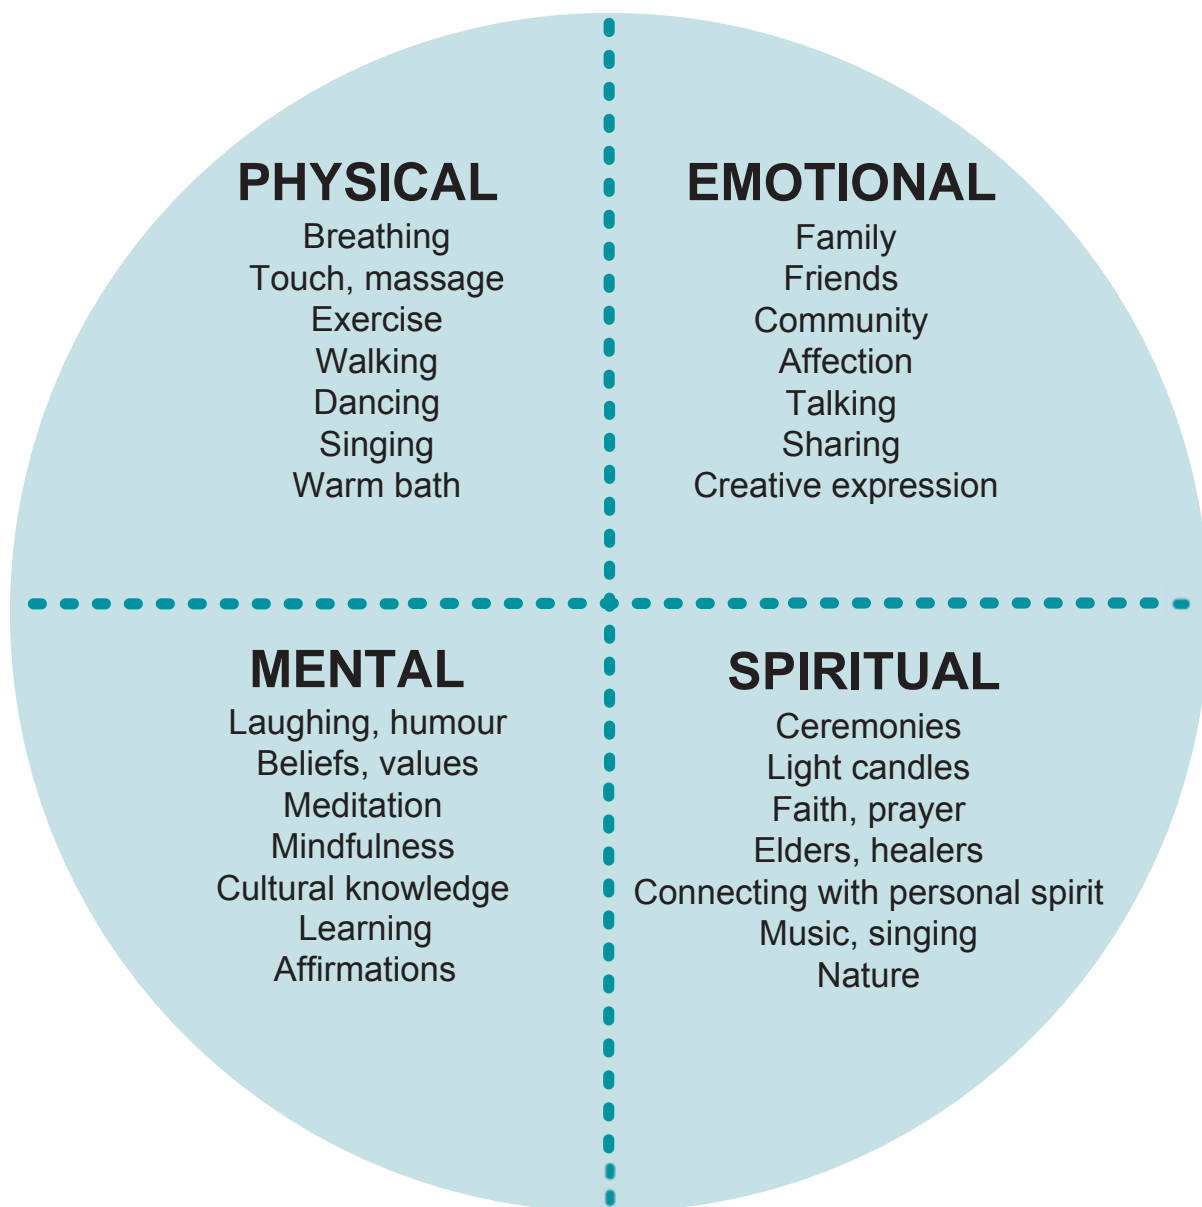 PHYSICAL
Breathing
Touch, massage
Exercise
Walking
Dancing
Singing
Warm bath
EMOTIONAL
Family
Friends
Community
Affection
Talking
Sharing
Creative expression
MENTAL
Laughing, humour
Beliefs, values
Meditation
Mindfulness
Cultural knowledge
Learning
Affirmations
SPIRITUAL
Ceremonies
Light candles
Faith, prayer
Elders, healers
Connecting with personal spirit
Music, singing
Nature